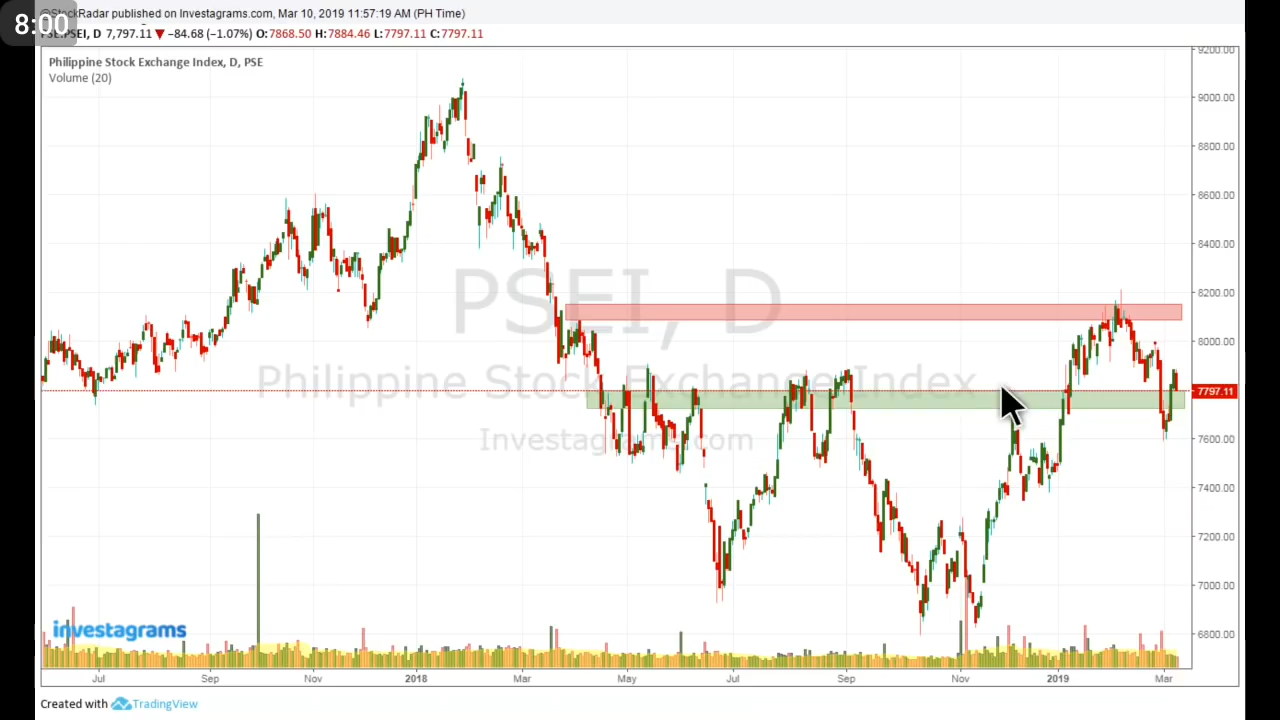 8:00
@StockRadar published on Investagrams.com, Mar 10, 2019 11:57:19 AM (PH Time)
PSE:PSEI, D 7,797.11 ▼ −84.68 (−1.07%) O:7868.50 H:7884.46 L:7797.11 C:7797.11
Philippine Stock Exchange Index, D, PSE
Volume (20)
9200.00
9000.00
8800.00
8600.00
8400.00
8200.00
8000.00
7797.11
7600.00
7400.00
7200.00
7000.00
6800.00
PSEI, D
Philippine Stock Exchange Index
Investagrams.com
investagrams
Jul Sep Nov 2018 Mar May Jul Sep Nov 2019 Mar
Created with TradingView